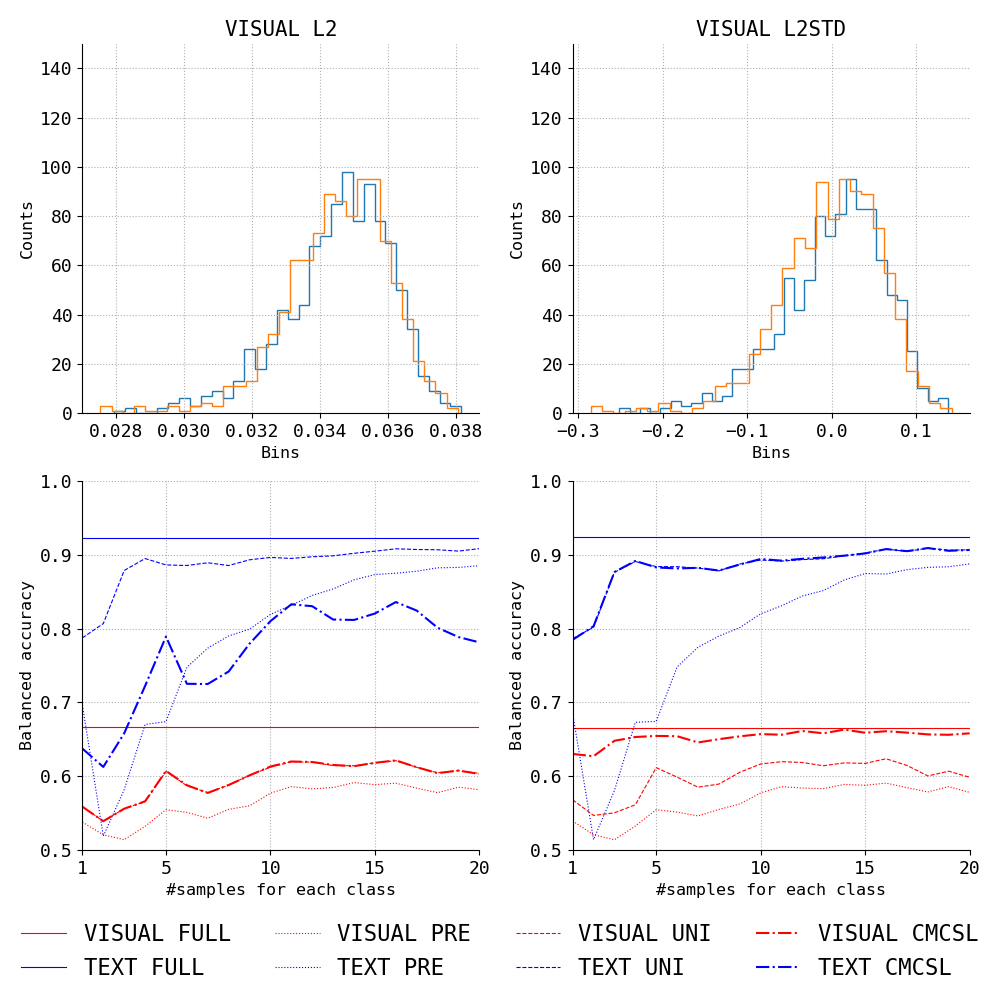 VISUAL L2
VISUAL L2STD
140
120
100
80
60
40
20
0
Counts
0.028 0.030 0.032 0.034 0.036 0.038
Bins
140
120
100
80
60
40
20
0
Counts
−0.3 −0.2 −0.1 0.0 0.1
Bins
1.0
0.9
0.8
0.7
0.6
0.5
Balanced accuracy
1 5 10 15 20
#samples for each class
1.0
0.9
0.8
0.7
0.6
0.5
Balanced accuracy
1 5 10 15 20
#samples for each class
VISUAL FULL VISUAL PRE VISUAL UNI VISUAL CMCSL
TEXT FULL TEXT PRE TEXT UNI TEXT CMCSL